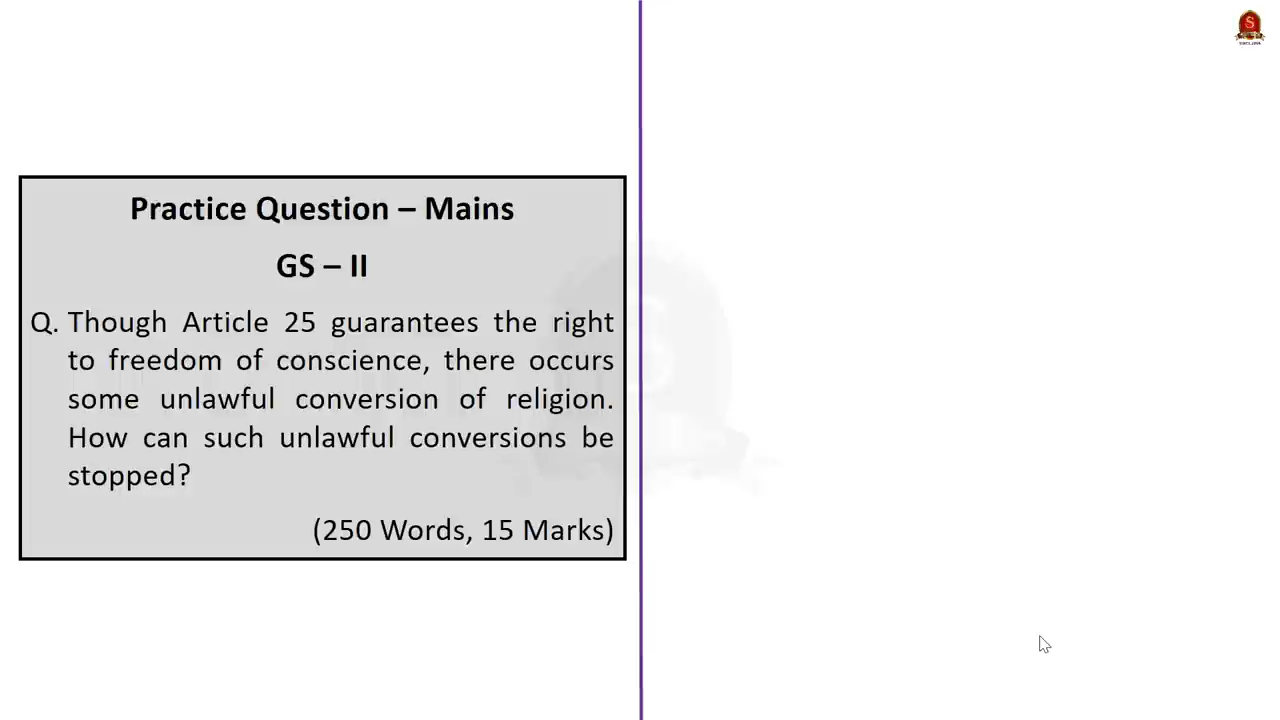 Practice Question – Mains
GS – II
Q. Though Article 25 guarantees the right
to freedom of conscience, there occurs
some unlawful conversion of religion.
How can such unlawful conversions be
stopped?
(250 Words, 15 Marks)
S